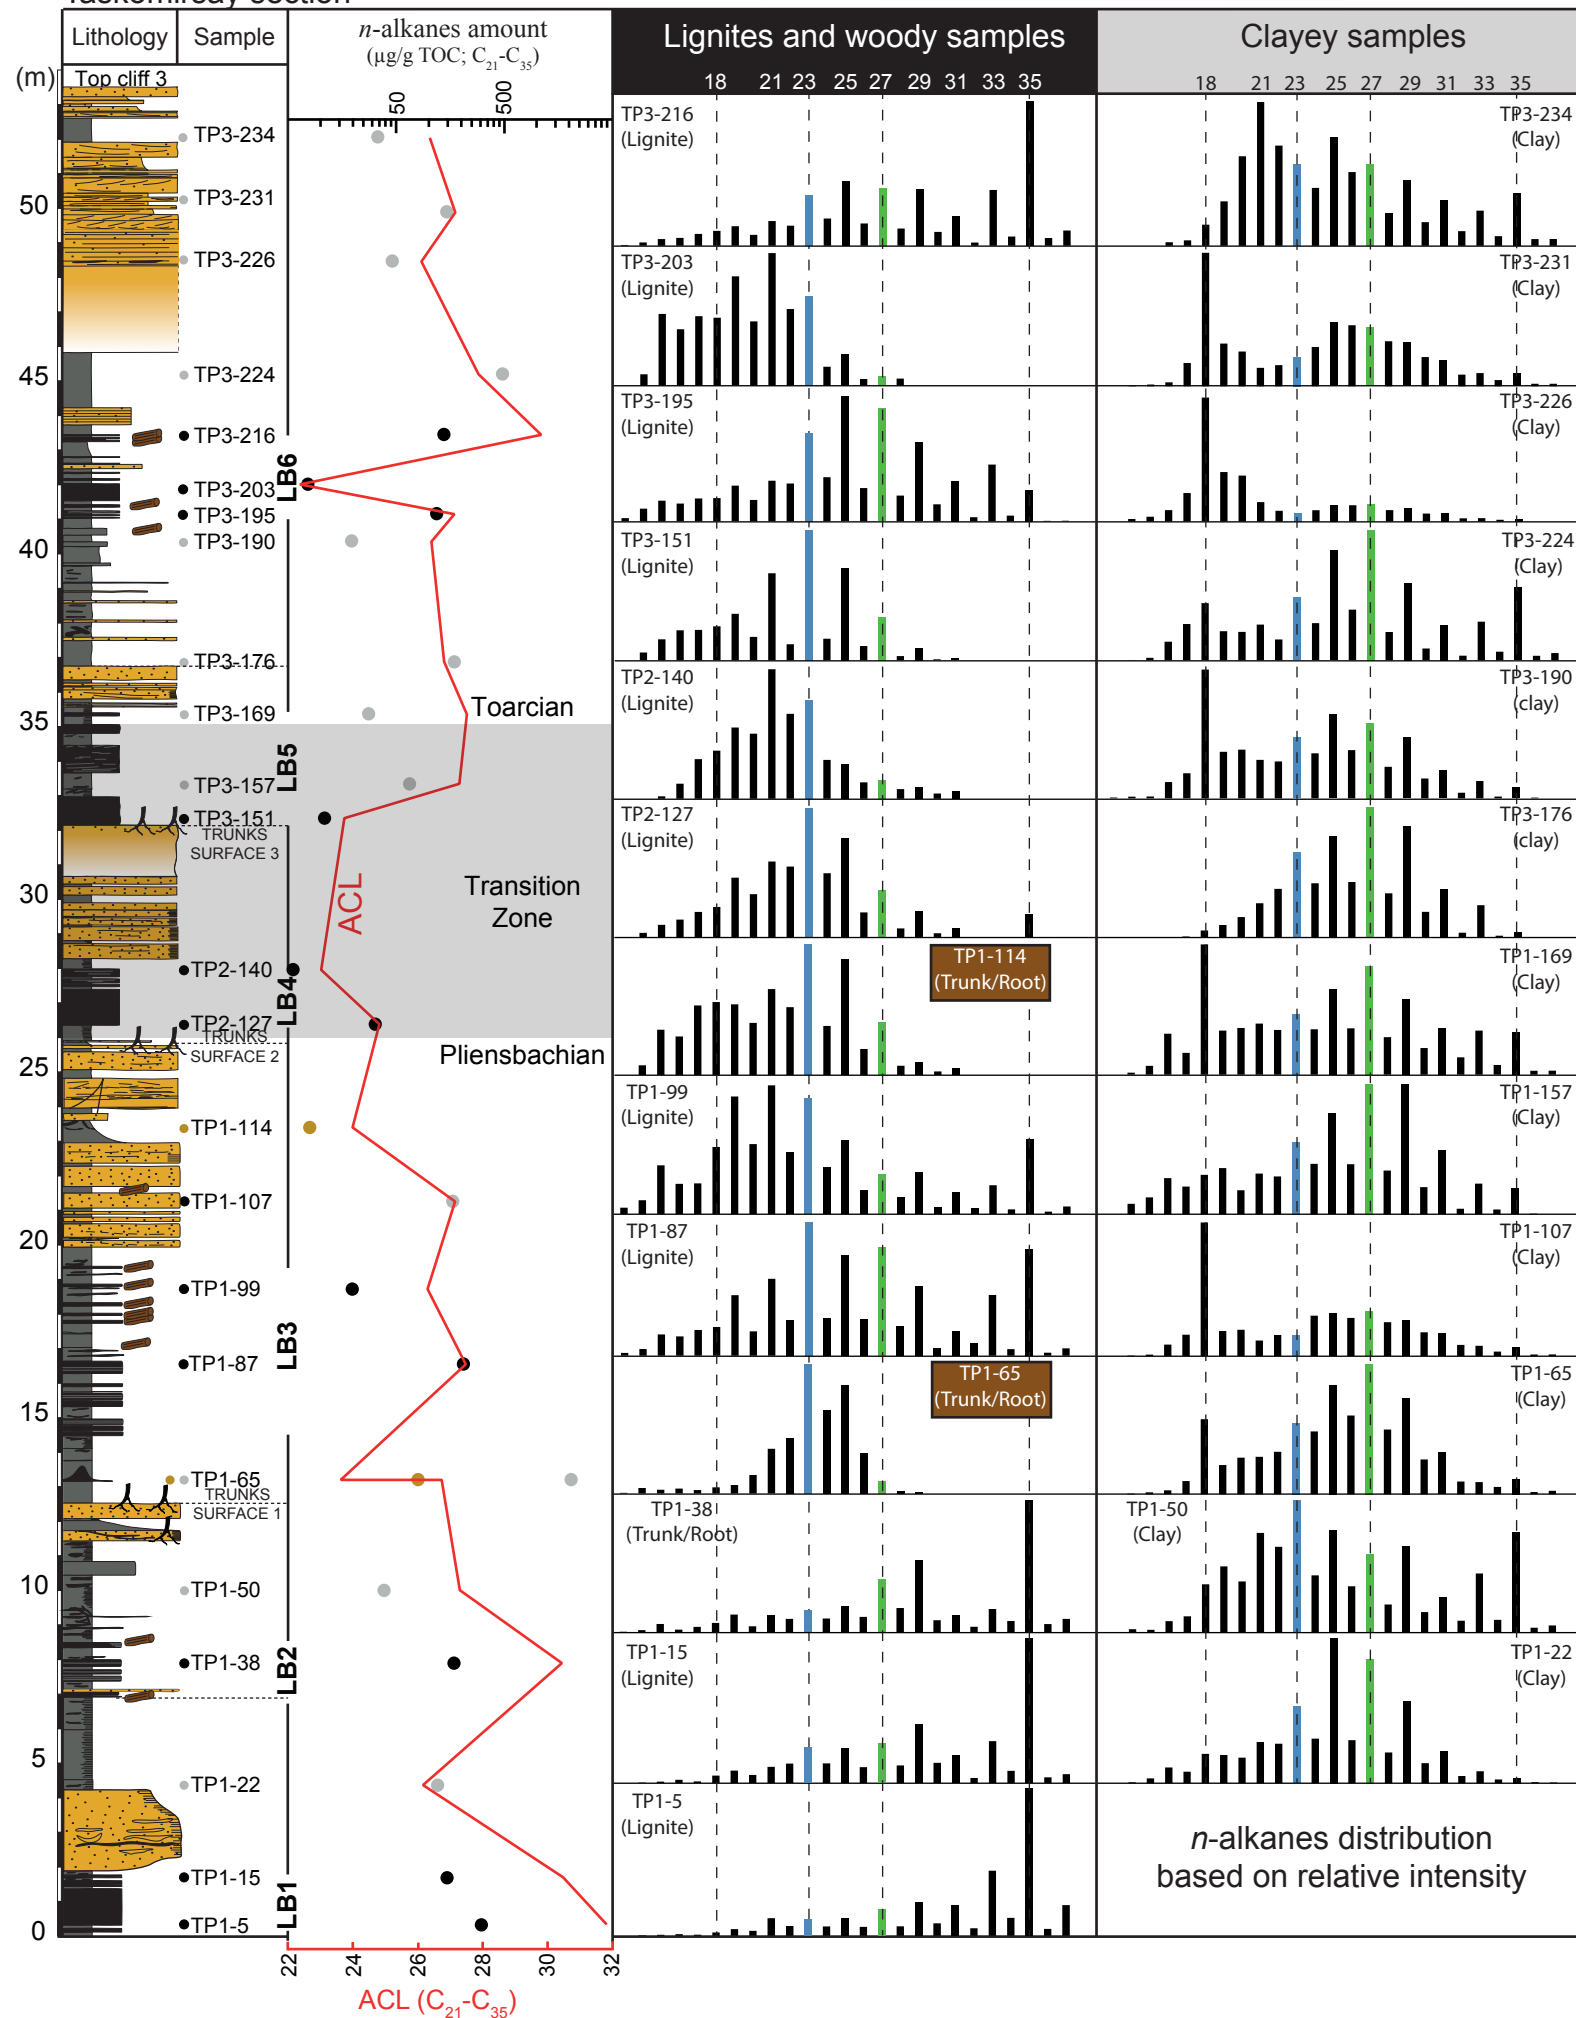 Taskomirsay section
Lithology
Sample
n-alkanes amount
(µg/g TOC; C21-C35)
50
500
Lignites and woody samples
18 21 23 25 27 29 31 33 35
Clayey samples
18 21 23 25 27 29 31 33 35
(m)
Top cliff 3
50
45
40
35
30
25
20
15
10
5
0
TP3-234
TP3-231
TP3-226
TP3-224
TP3-216
TP3-203
TP3-195
TP3-190
TP3-176
TP3-169
TP3-157
TP3-151
TRUNKS
SURFACE 3
TP2-140
TP2-127
TRUNKS
SURFACE 2
TP1-114
TP1-107
TP1-99
TP1-87
TP1-65
TRUNKS
SURFACE 1
TP1-50
TP1-38
TP1-22
TP1-15
TP1-5
LB6
LB5
LB4
LB3
LB2
LB1
Toarcian
Transition
Zone
Pliensbachian
ACL
22 24 26 28 30 32
ACL (C21-C35)
TP3-216
(Lignite)
TP3-203
(Lignite)
TP3-195
(Lignite)
TP3-151
(Lignite)
TP2-140
(Lignite)
TP2-127
(Lignite)
TP1-114
(Trunk/Root)
TP1-99
(Lignite)
TP1-87
(Lignite)
TP1-65
(Trunk/Root)
TP1-38
(Trunk/Root)
TP1-15
(Lignite)
TP1-5
(Lignite)
TP3-234
(Clay)
TP3-231
(Clay)
TP3-226
(Clay)
TP3-224
(Clay)
TP3-190
(clay)
TP3-176
(clay)
TP1-169
(Clay)
TP1-157
(Clay)
TP1-107
(Clay)
TP1-65
(Clay)
TP1-50
(Clay)
TP1-22
(Clay)
n-alkanes distribution
based on relative intensity